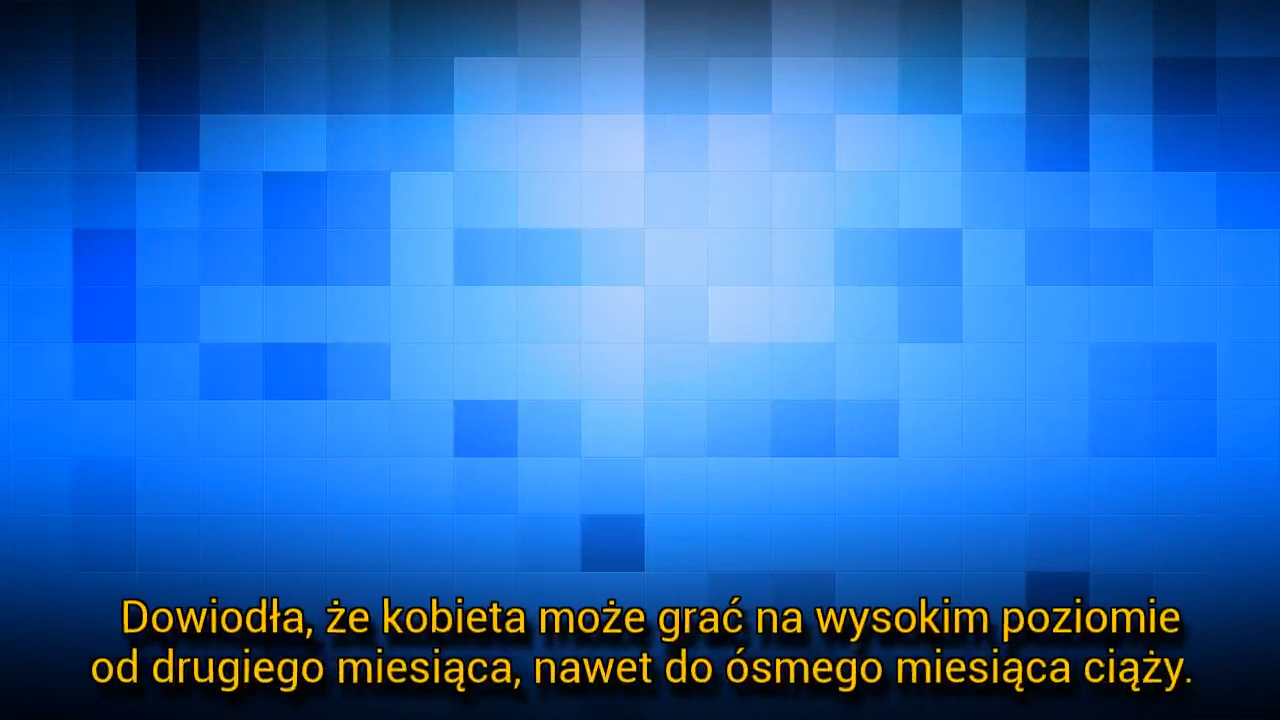 Dowiodła, że kobieta może grać na wysokim poziomie
od drugiego miesiąca, nawet do ósmego miesiąca ciąży.